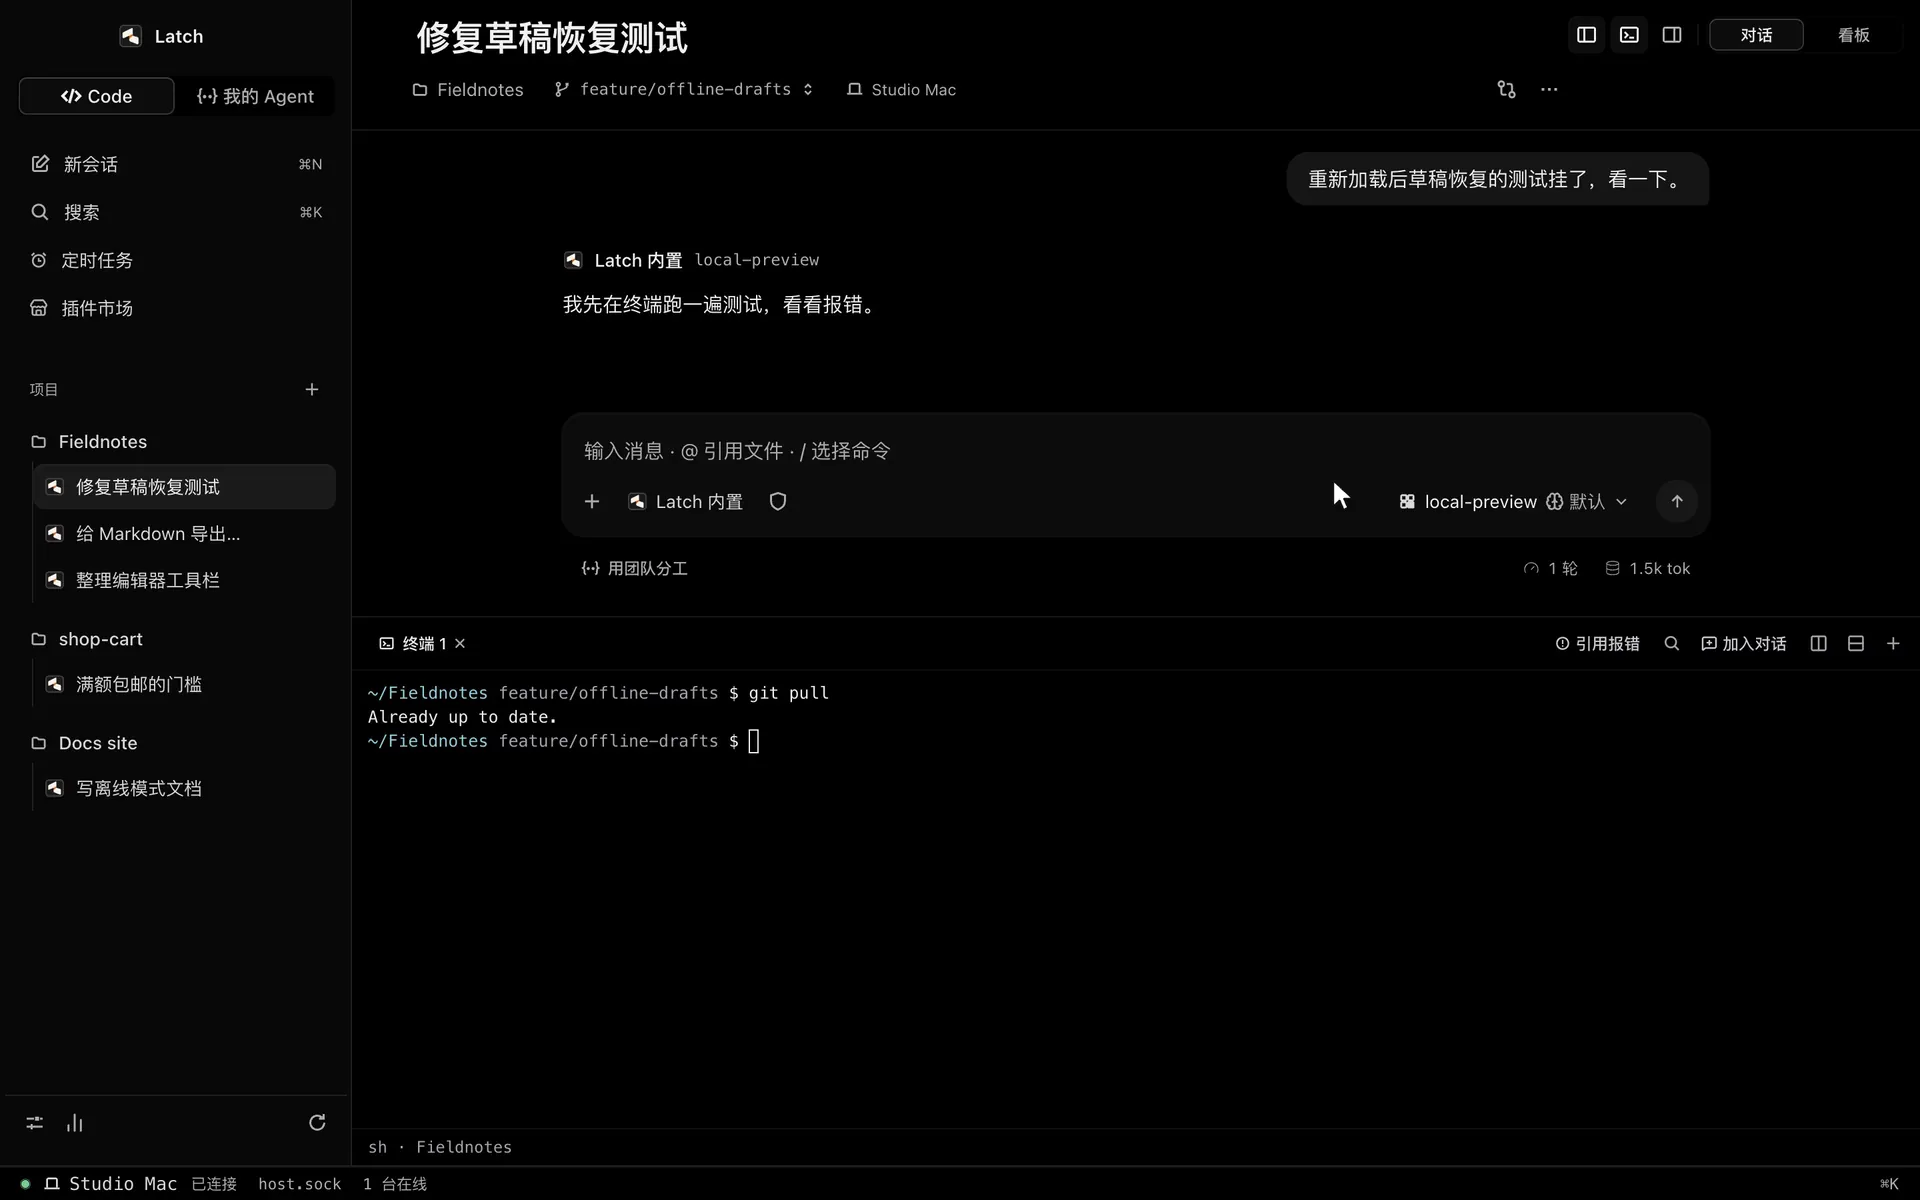 Latch
Code
我的 Agent
新会话 ⌘N
搜索 ⌘K
定时任务
插件市场
项目
Fieldnotes
修复草稿恢复测试
给 Markdown 导出...
整理编辑器工具栏
shop-cart
满额包邮的门槛
Docs site
写离线模式文档
修复草稿恢复测试
对话
看板
Fieldnotes feature/offline-drafts Studio Mac
重新加载后草稿恢复的测试挂了，看一下。
Latch 内置 local-preview
我先在终端跑一遍测试，看看报错。
输入消息 · @ 引用文件 · / 选择命令
Latch 内置 local-preview 默认
用团队分工 1 轮 1.5k tok
终端 1 引用报错 加入对话
~/Fieldnotes feature/offline-drafts $ git pull
Already up to date.
~/Fieldnotes feature/offline-drafts $
sh · Fieldnotes
Studio Mac 已连接 host.sock 1 台在线 ⌘K